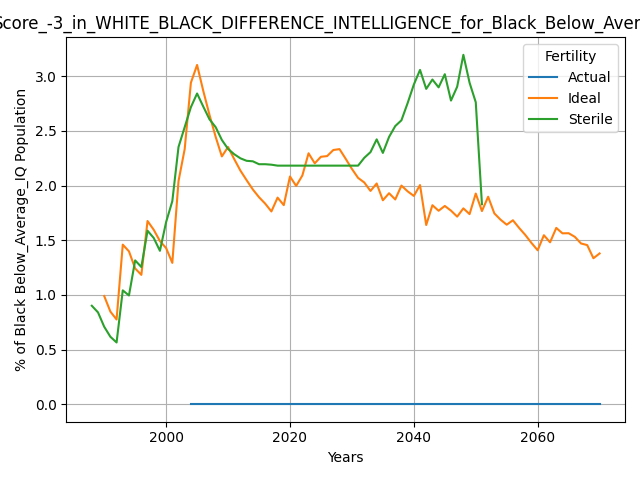 Score_-3_in_WHITE_BLACK_DIFFERENCE_INTELLIGENCE_for_Black_Below_Aver
Fertility
Actual
Ideal
Sterile
% of Black Below_Average_IQ Population
3.0
2.5
2.0
1.5
1.0
0.5
0.0
2000 2020 2040 2060
Years